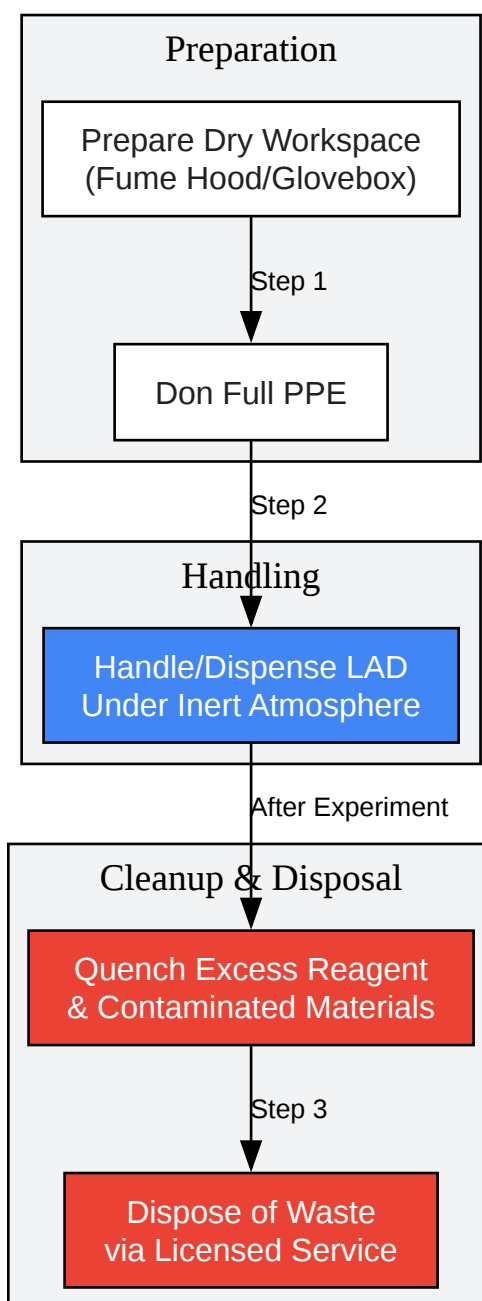 Preparation
Prepare Dry Workspace
(Fume Hood/Glovebox)
Step 1
Don Full PPE
Step 2
Handling
Handle/Dispense LAD
Under Inert Atmosphere
After Experiment
Cleanup & Disposal
Quench Excess Reagent
& Contaminated Materials
Step 3
Dispose of Waste
via Licensed Service